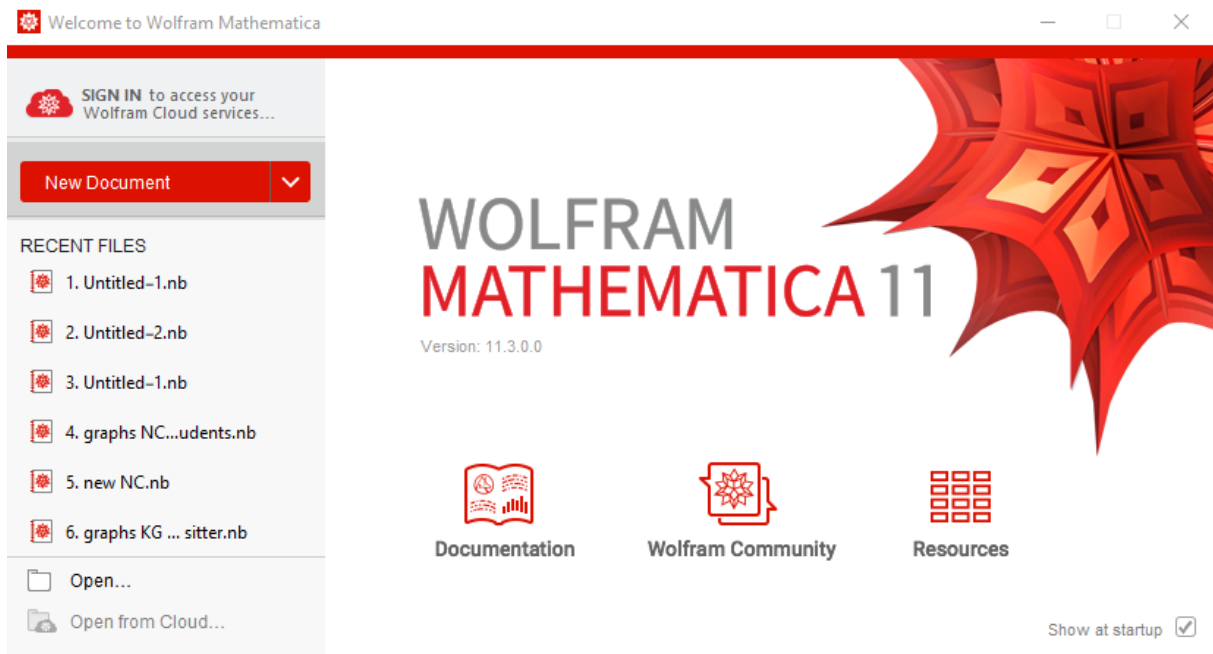 Welcome to Wolfram Mathematica
SIGN IN to access your
Wolfram Cloud services...
New Document
RECENT FILES
1. Untitled-1.nb
2. Untitled-2.nb
3. Untitled-1.nb
4. graphs NC...udents.nb
5. new NC.nb
6. graphs KG ... sitter.nb
Open...
Open from Cloud...
WOLFRAM
MATHEMATICA 11
Version: 11.3.0.0
Documentation
Wolfram Community
Resources
Show at startup